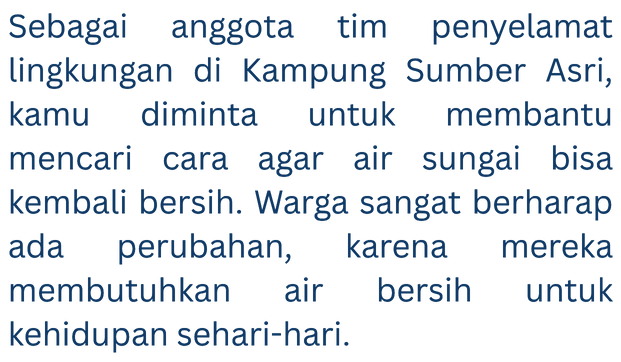 Sebagai anggota tim penyelamat
lingkungan di Kampung Sumber Asri,
kamu diminta untuk membantu
mencari cara agar air sungai bisa
kembali bersih. Warga sangat berharap
ada perubahan, karena mereka
membutuhkan air bersih untuk
kehidupan sehari-hari.